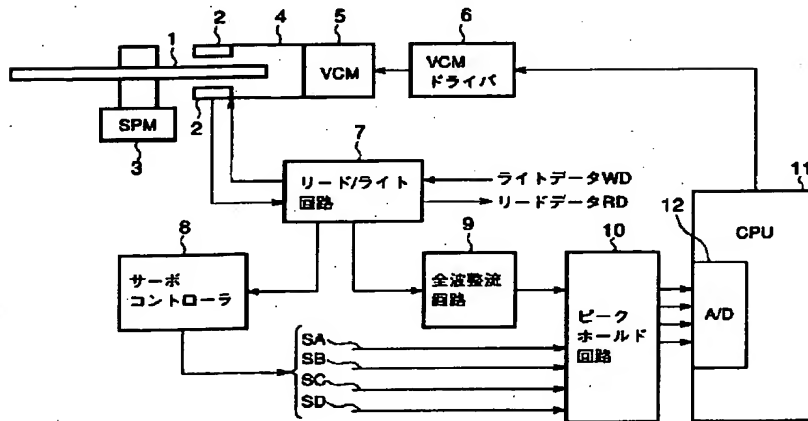 2
4
5
6
1
VCM
VCM
ドライバ
SPM
2
3
7
リード/ライト
回路
ライトデータWD
リードデータRD
11
12
CPU
8
9
10
サーボ
コントローラ
全波整流
回路
ピーク
ホールド
回路
A/D
SA
SB
SC
SD